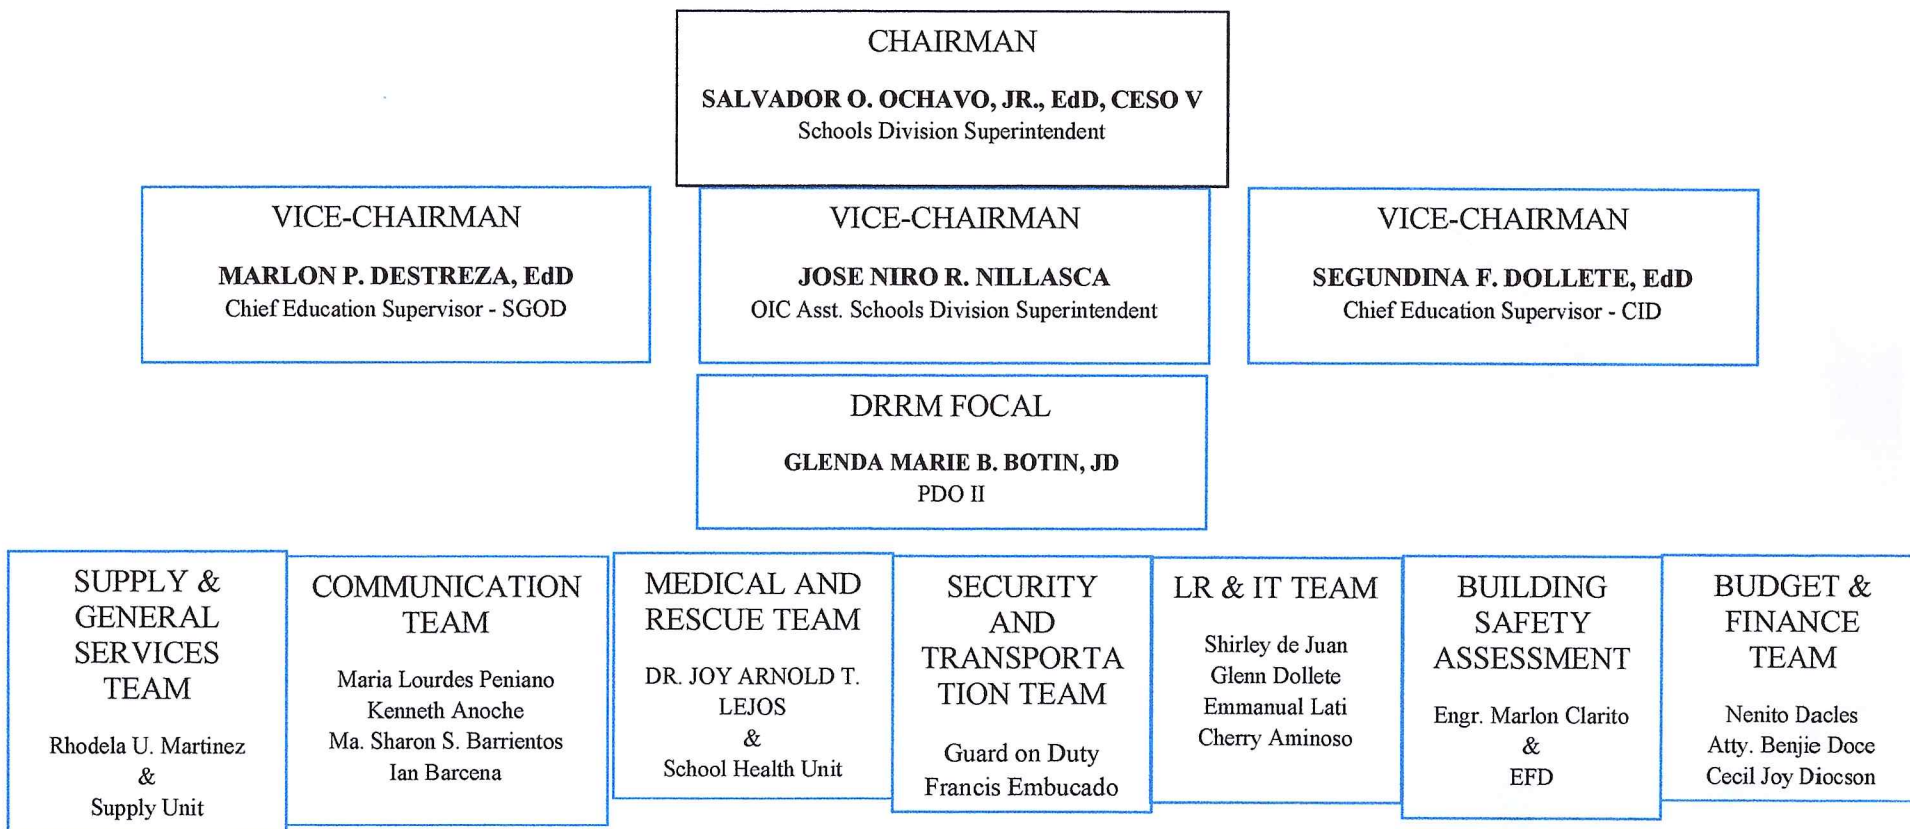 CHAIRMAN
SALVADOR O. OCHAVO, JR., EdD, CESO V
Schools Division Superintendent
VICE-CHAIRMAN
MARLON P. DESTREZA, EdD
Chief Education Supervisor - SGOD
VICE-CHAIRMAN
JOSE NIRO R. NILLASCA
OIC Asst. Schools Division Superintendent
VICE-CHAIRMAN
SEGUNDINA F. DOLLETE, EdD
Chief Education Supervisor - CID
DRRM FOCAL
GLENDA MARIE B. BOTIN, JD
PDO II
SUPPLY &
GENERAL
SERVICES
TEAM
Rhodela U. Martinez
&
Supply Unit
COMMUNICATION
TEAM
Maria Lourdes Peniano
Kenneth Anoche
Ma. Sharon S. Barrientos
Ian Barcena
MEDICAL AND
RESCUE TEAM
DR. JOY ARNOLD T.
LEJOS
&
School Health Unit
SECURITY
AND
TRANSPORTA
TION TEAM
Guard on Duty
Francis Embucado
LR & IT TEAM
Shirley de Juan
Glenn Dollete
Emmanual Lati
Cherry Aminoso
BUILDING
SAFETY
ASSESSMENT
Engr. Marlon Clarito
&
EFD
BUDGET &
FINANCE
TEAM
Nenito Dacles
Atty. Benjie Doce
Cecil Joy Diocson